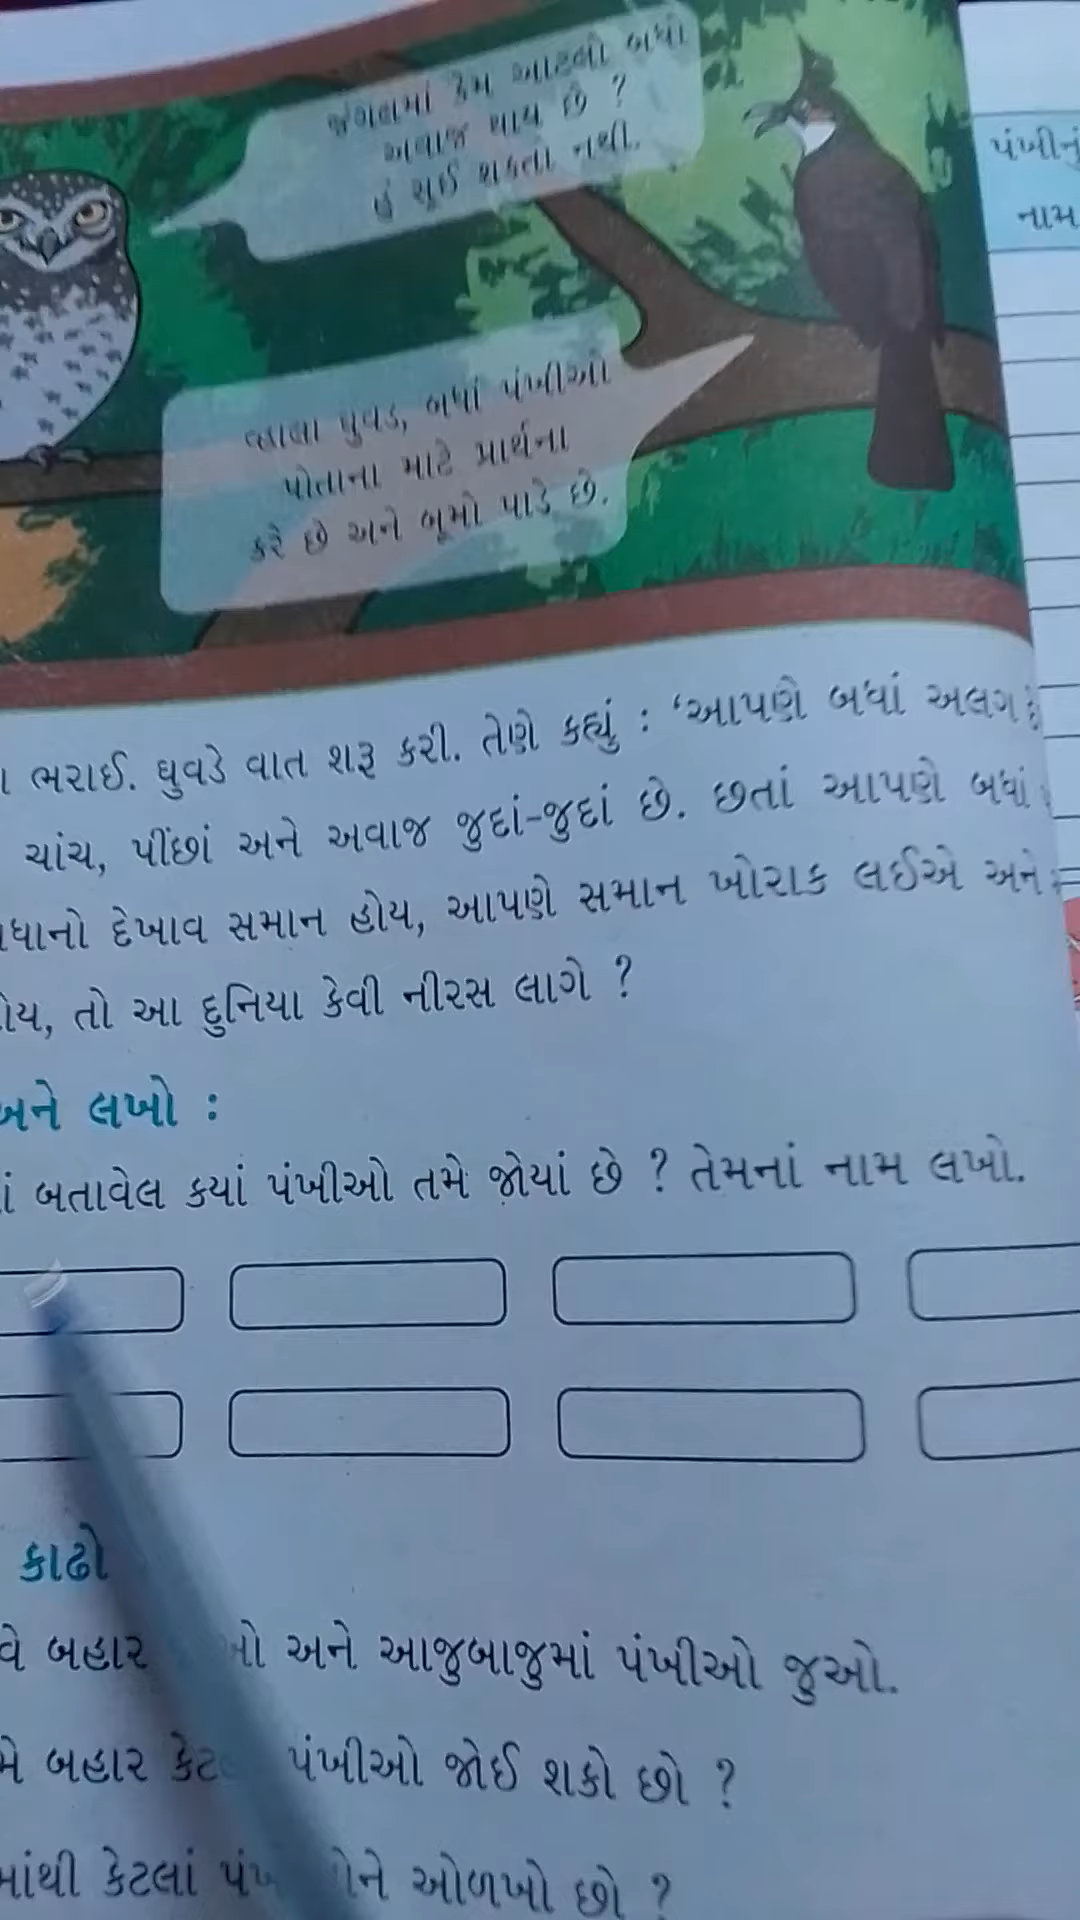 જંગલમાં કેમ આટલો બધો
અવાજ થાય છે ?
હું સૂઈ શકતો નથી.
વ્હાલા ઘુવડ, બધાં પંખીઓ
પોતાના માટે પ્રાર્થના
કરે છે અને બૂમો પાડે છે.
પંખીનું
નામ
ભરાઈ. ઘુવડે વાત શરૂ કરી. તેણે કહ્યું : ‘આપણે બધાં અલગ
ચાંચ, પીંછાં અને અવાજ જુદાં-જુદાં છે. છતાં આપણે બધાં
દેખાવ સમાન હોય, આપણે સમાન ખોરાક લઈએ અને
તો આ દુનિયા કેવી નીરસ લાગે ?
અને લખો :
બતાવેલ કયાં પંખીઓ તમે જોયાં છે ? તેમનાં નામ લખો.
કાઢો
બહાર અને આજુબાજુમાં પંખીઓ જુઓ.
બહાર પંખીઓ જોઈ શકો છો ?
કેટલાં ઓળખો છો ?